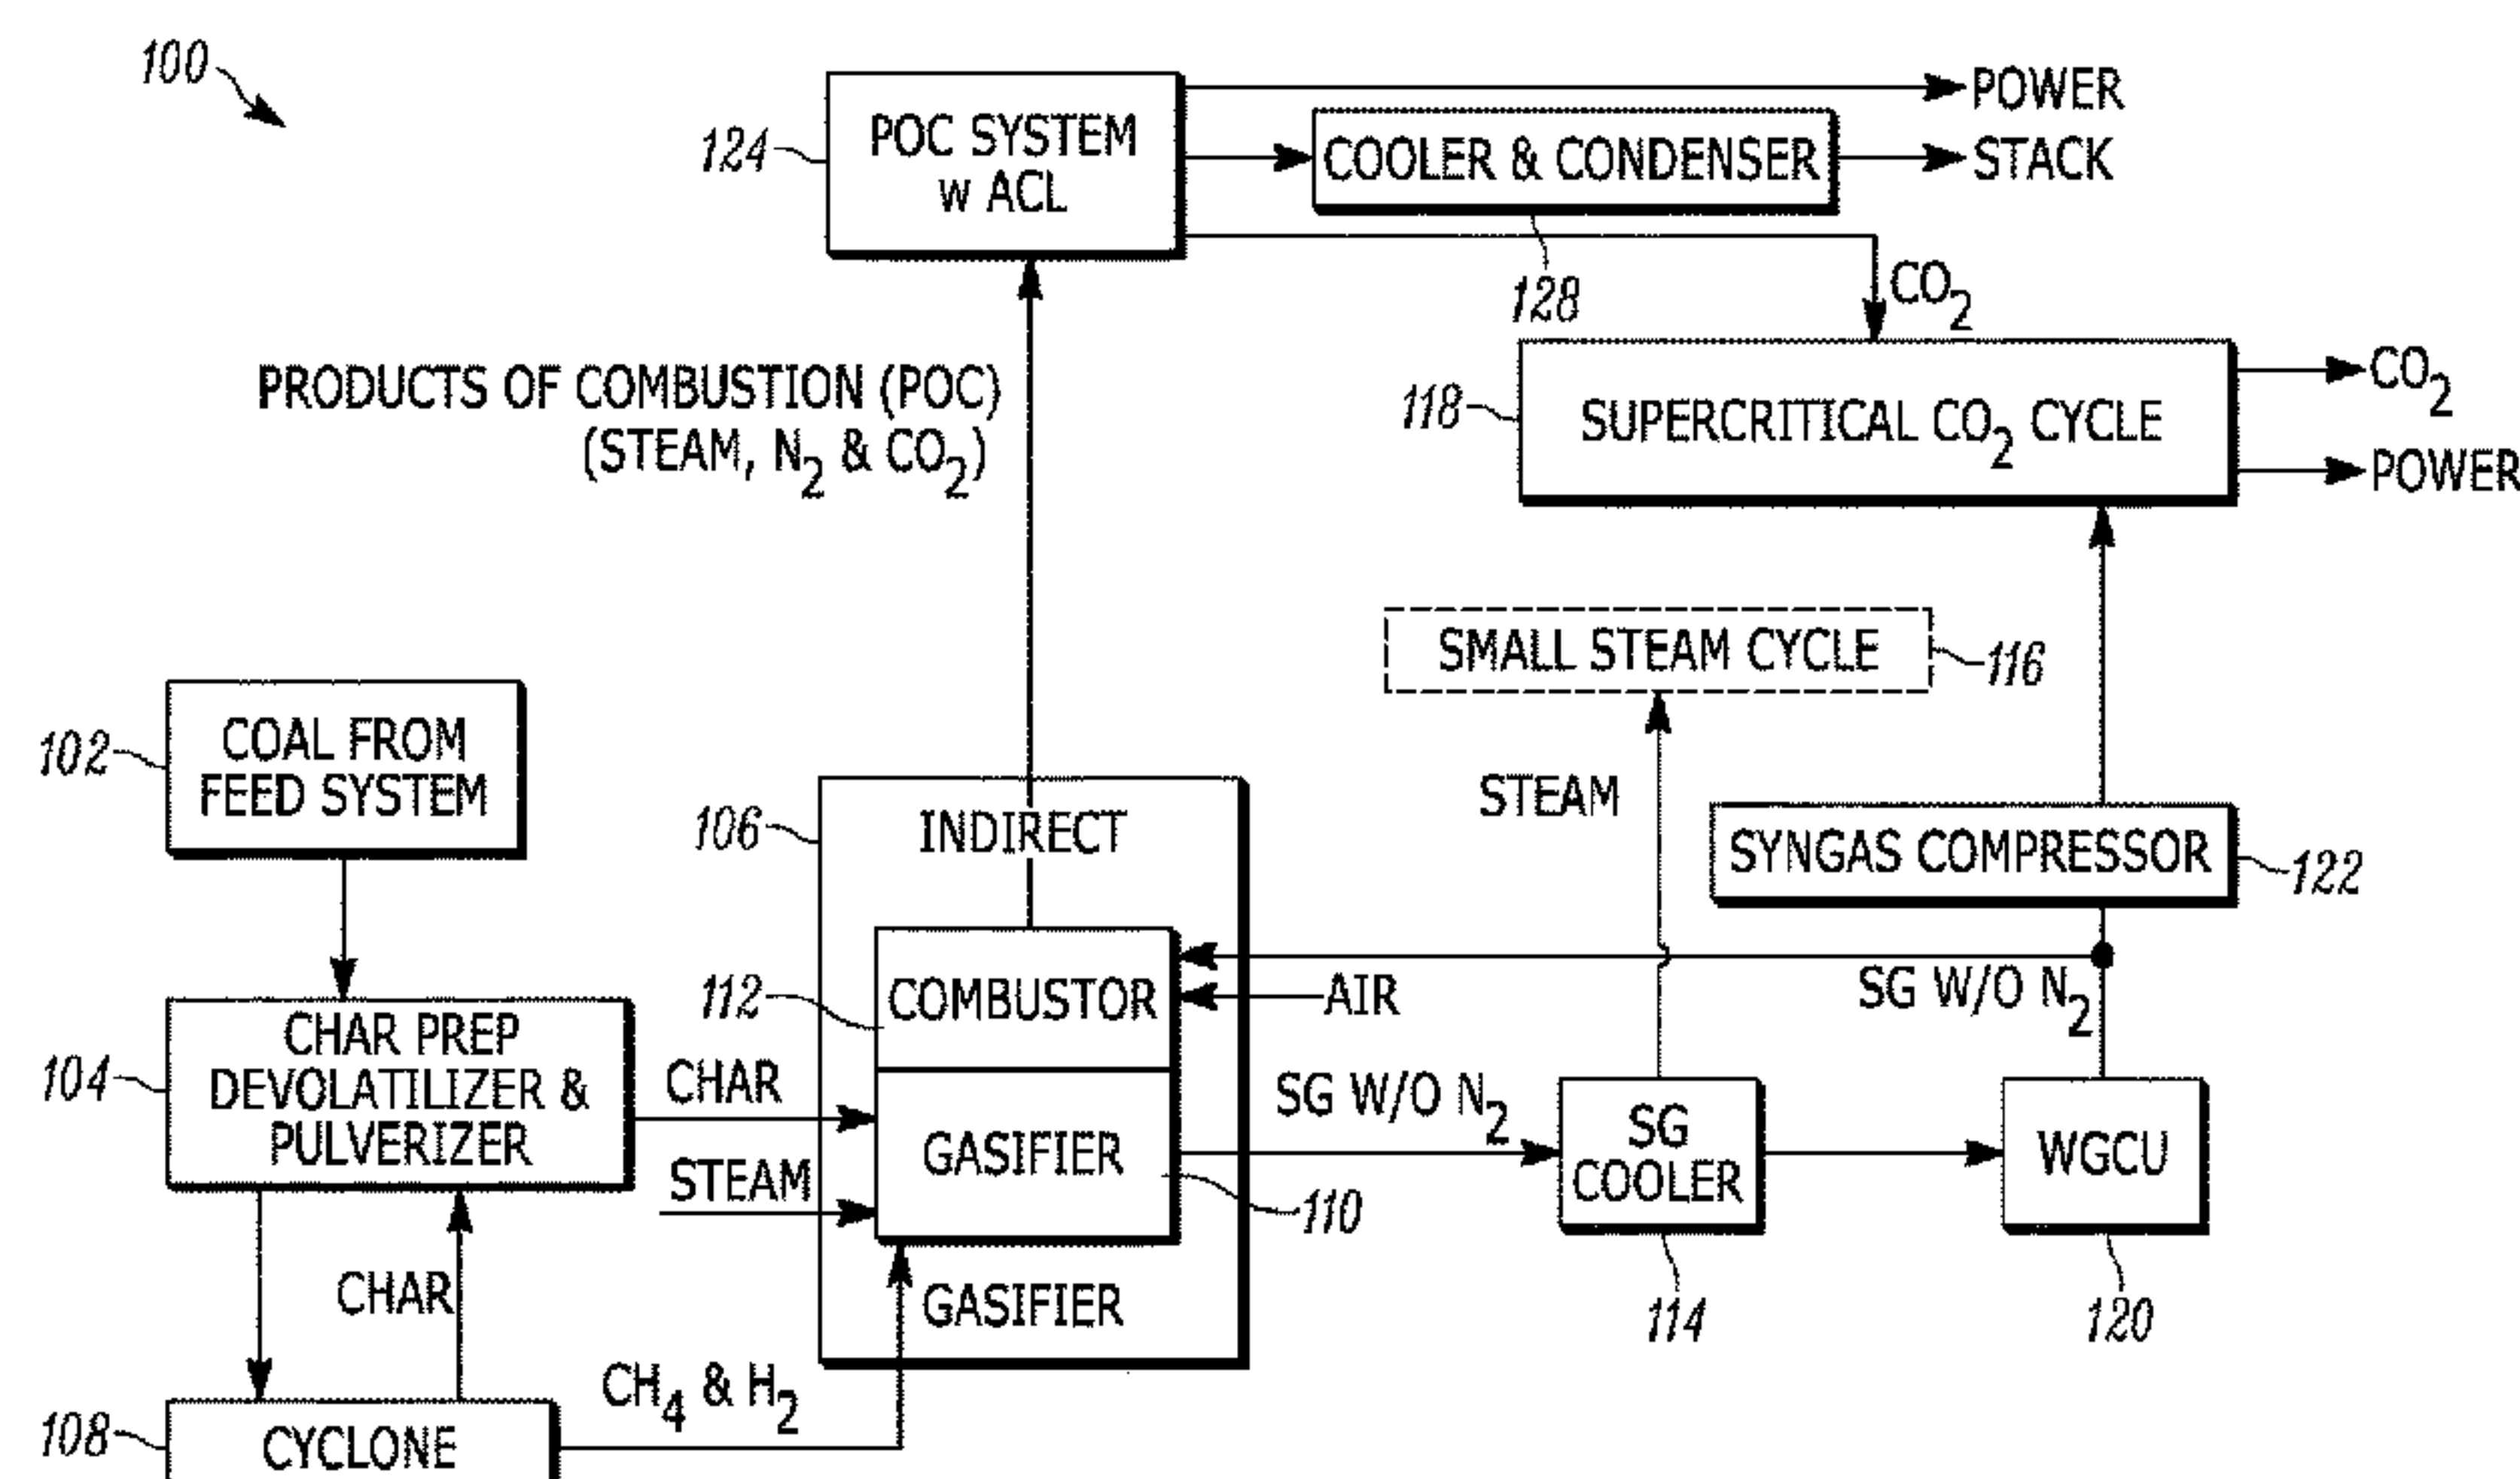 100
POWER
124
POC SYSTEM
w ACL
COOLER & CONDENSER
STACK
128
CO2
PRODUCTS OF COMBUSTION (POC)
(STEAM, N2 & CO2)
118
SUPERCRITICAL CO2 CYCLE
CO2
POWER
SMALL STEAM CYCLE
116
102
COAL FROM
FEED SYSTEM
106
INDIRECT
STEAM
SYNGAS COMPRESSOR
122
112
COMBUSTOR
AIR
SG W/O N2
104
CHAR PREP
DEVOLATILIZER &
PULVERIZER
CHAR
STEAM
GASIFIER
110
SG W/O N2
SG
COOLER
WGCU
114
120
CHAR
GASIFIER
CH4 & H2
108
CYCLONE